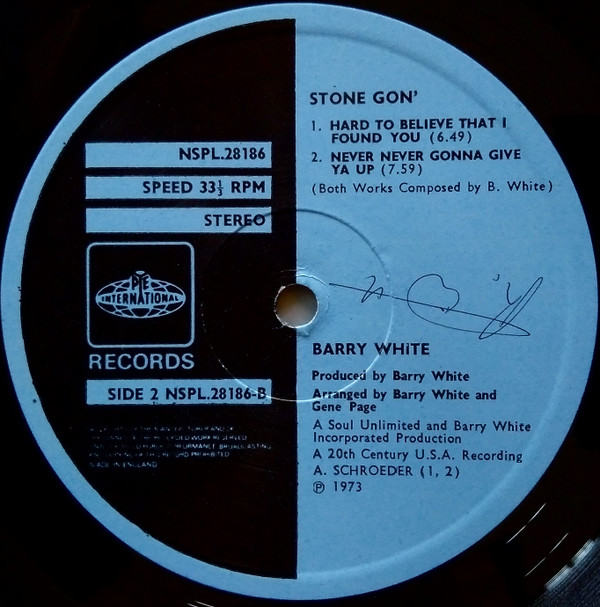 NSPL.28186
SPEED 33⅓ RPM
STEREO
PYE
INTERNATIONAL
RECORDS
SIDE 2 NSPL.28186-B
MADE IN ENGLAND
STONE GON'
1. HARD TO BELIEVE THAT I
FOUND YOU (6.49)
2. NEVER NEVER GONNA GIVE
YA UP (7.59)
(Both Works Composed by B. White)
BARRY WHiTE
Produced by Barry White
Arranged by Barry White and
Gene Page
A Soul Unlimited and Barry White
Incorporated Production
A 20th Century U.S.A. Recording
A. SCHROEDER (1, 2)
℗ 1973